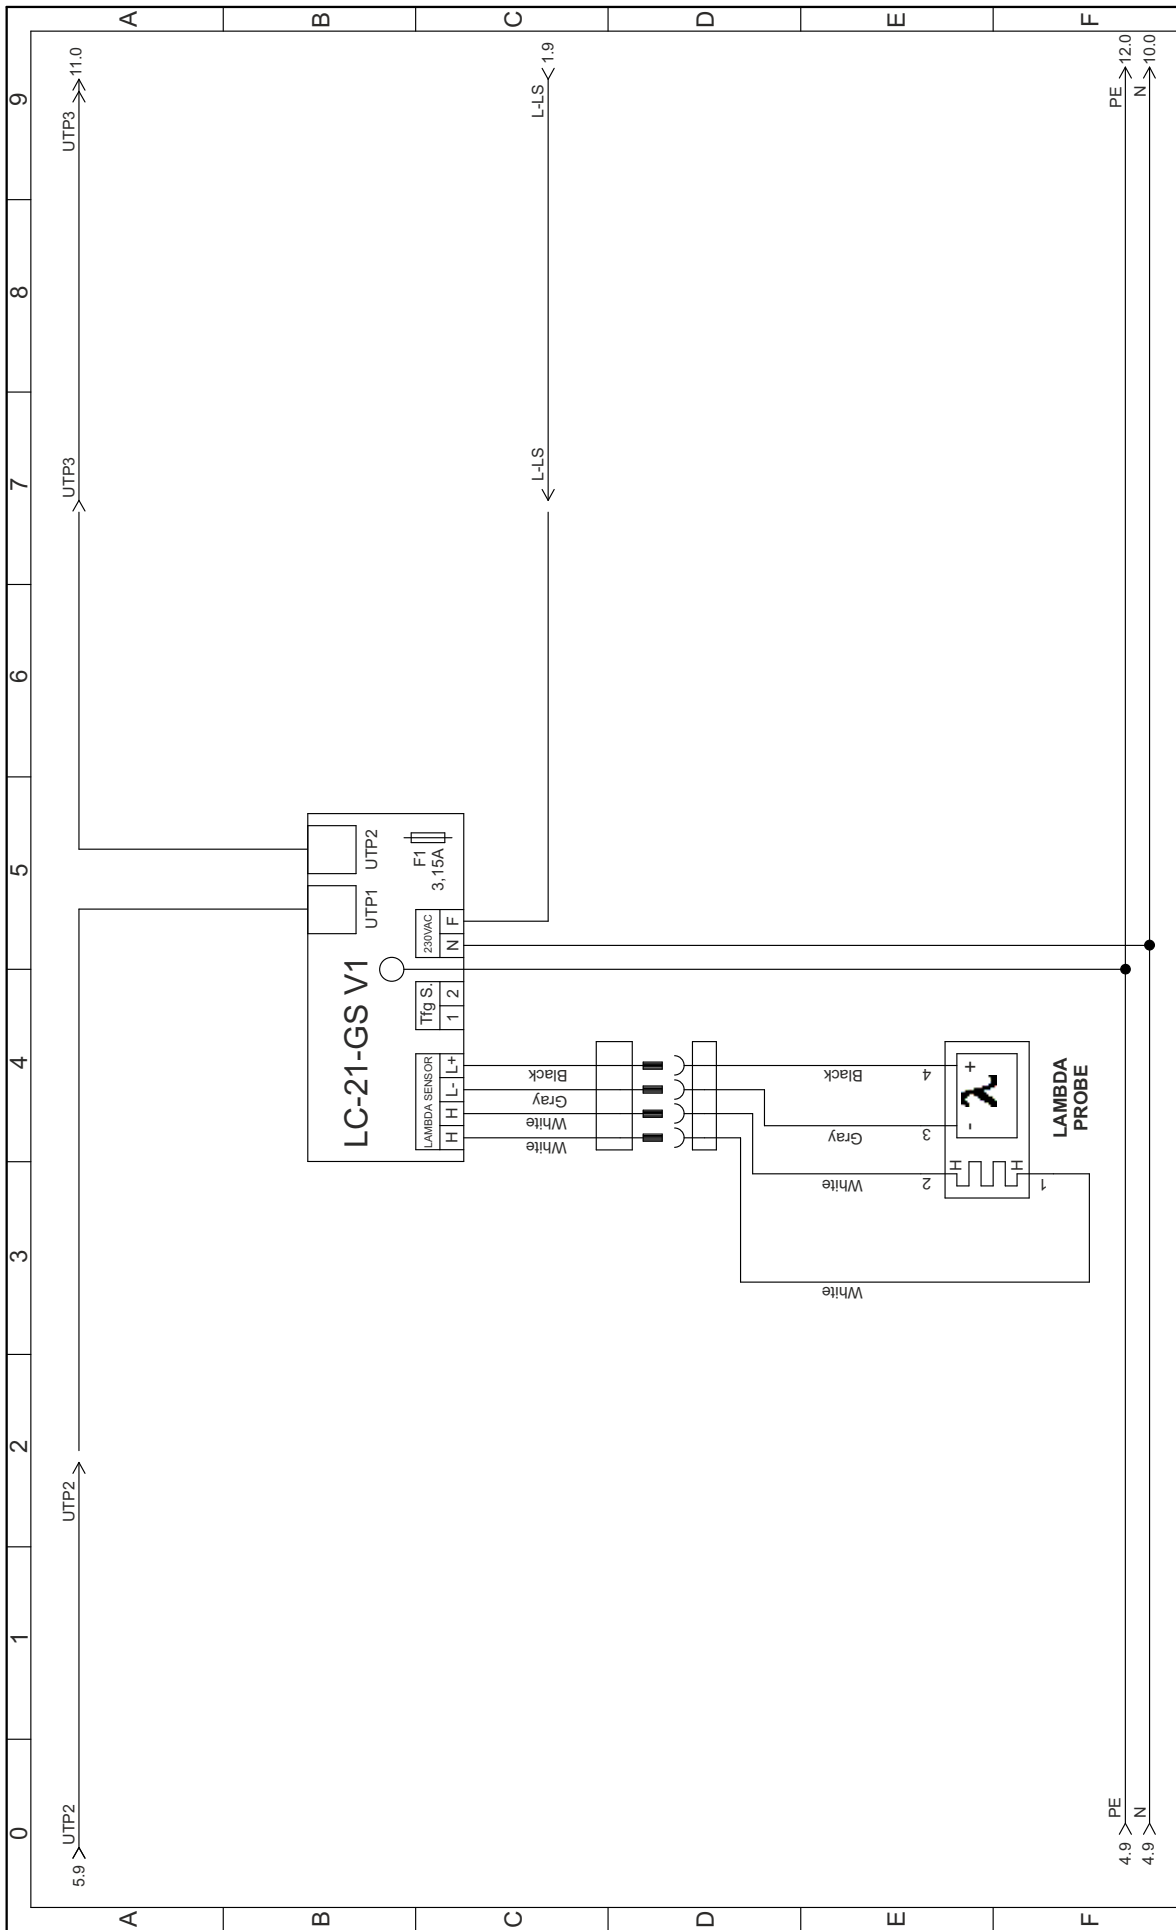 0 1 2 3 4 5 6 7 8 9
A A
5.9 UTP2 UTP2 UTP3 UTP3 11.0
B B
LC-21-GS V1
UTP1 UTP2
F1
3,15A
LAMBDA SENSOR
H H L- L+
Tfg S.
1 2
230VAC
N F
C C
L-LS L-LS 1.9
White White Gray Black
D D
White White Gray Black
E E
2 3 4
H - λ +
H
1
LAMBDA
PROBE
F F
4.9 PE PE 12.0
4.9 N N 10.0